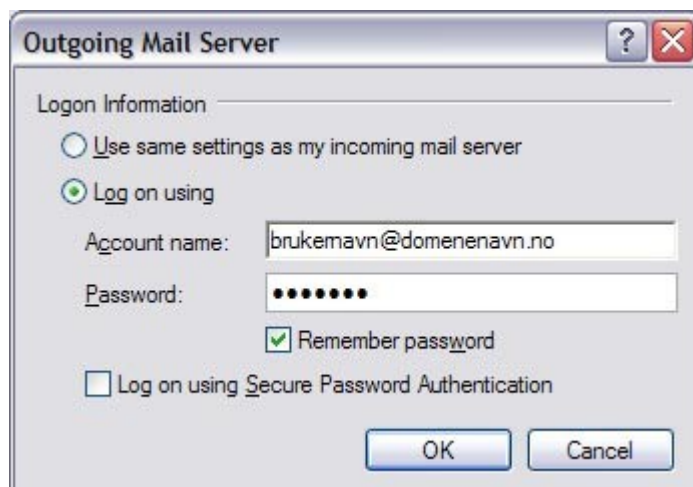 Outgoing Mail Server
Logon Information
Use same settings as my incoming mail server
Log on using
Account name: brukernavn@domenenavn.no
Password: •••••••
Remember password
Log on using Secure Password Authentication
OK Cancel